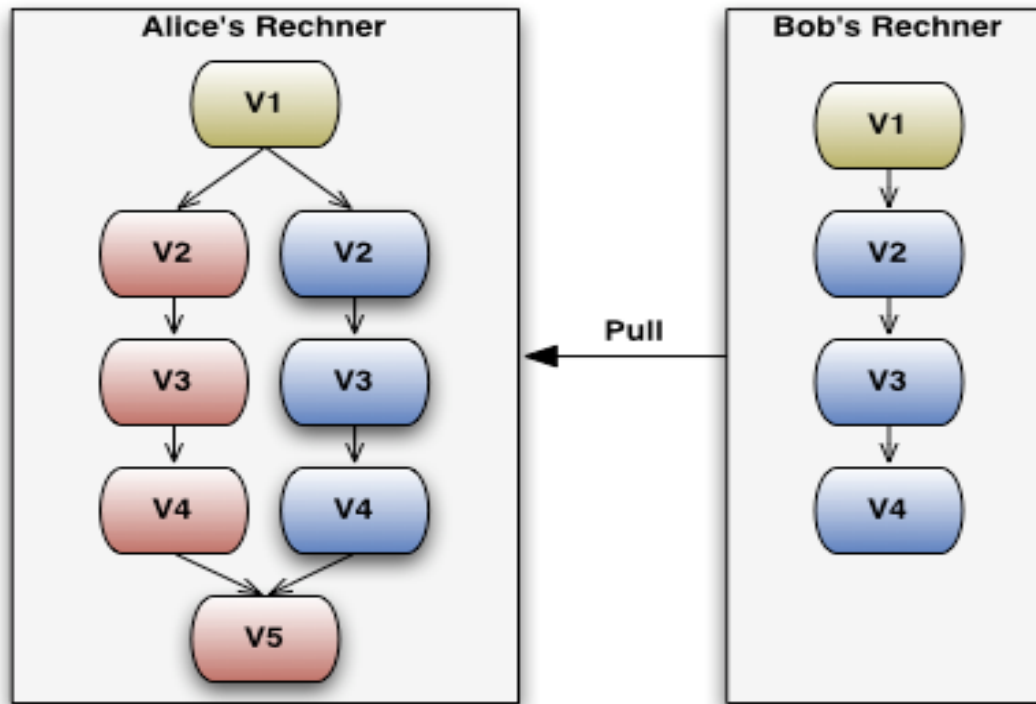 Alice's Rechner
V1
V2 V2
V3 V3
V4 V4
V5
Pull
Bob's Rechner
V1
V2
V3
V4